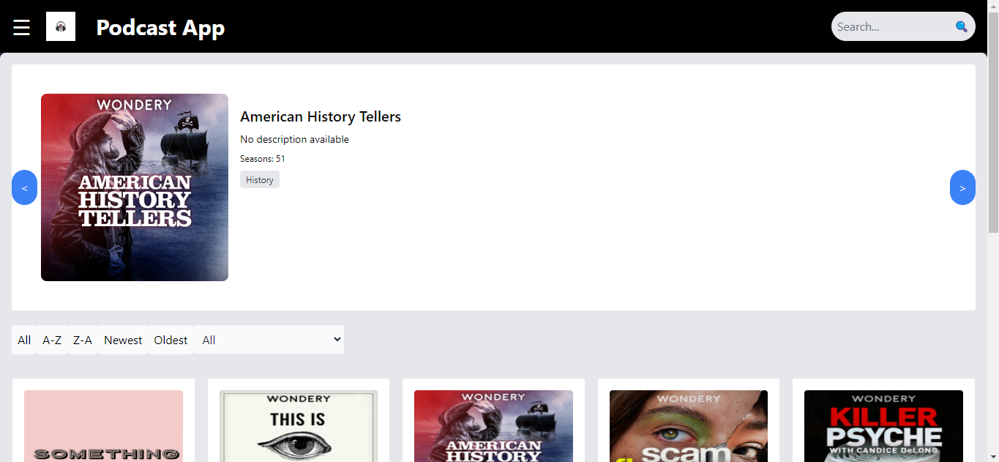 ☰ Podcast App
Search... 🔍
WONDERY
AMERICAN
HISTORY
TELLERS
American History Tellers
No description available
Seasons: 51
History
<
>
All A-Z Z-A Newest Oldest All
SOMETHING
WONDERY
THIS IS
WONDERY
AMERICAN
HISTORY
WONDERY
scam
WONDERY
KILLER
PSYCHE
WITH CANDICE DeLONG